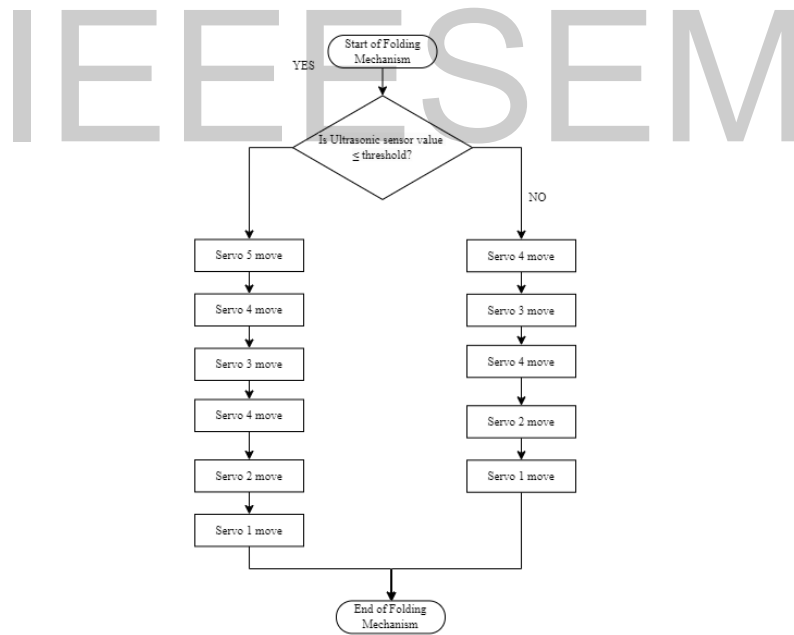 IEEESEM
Start of Folding
Mechanism
YES
Is Ultrasonic sensor value
≤ threshold?
NO
Servo 5 move
Servo 4 move
Servo 3 move
Servo 4 move
Servo 2 move
Servo 1 move
Servo 4 move
Servo 3 move
Servo 4 move
Servo 2 move
Servo 1 move
End of Folding
Mechanism